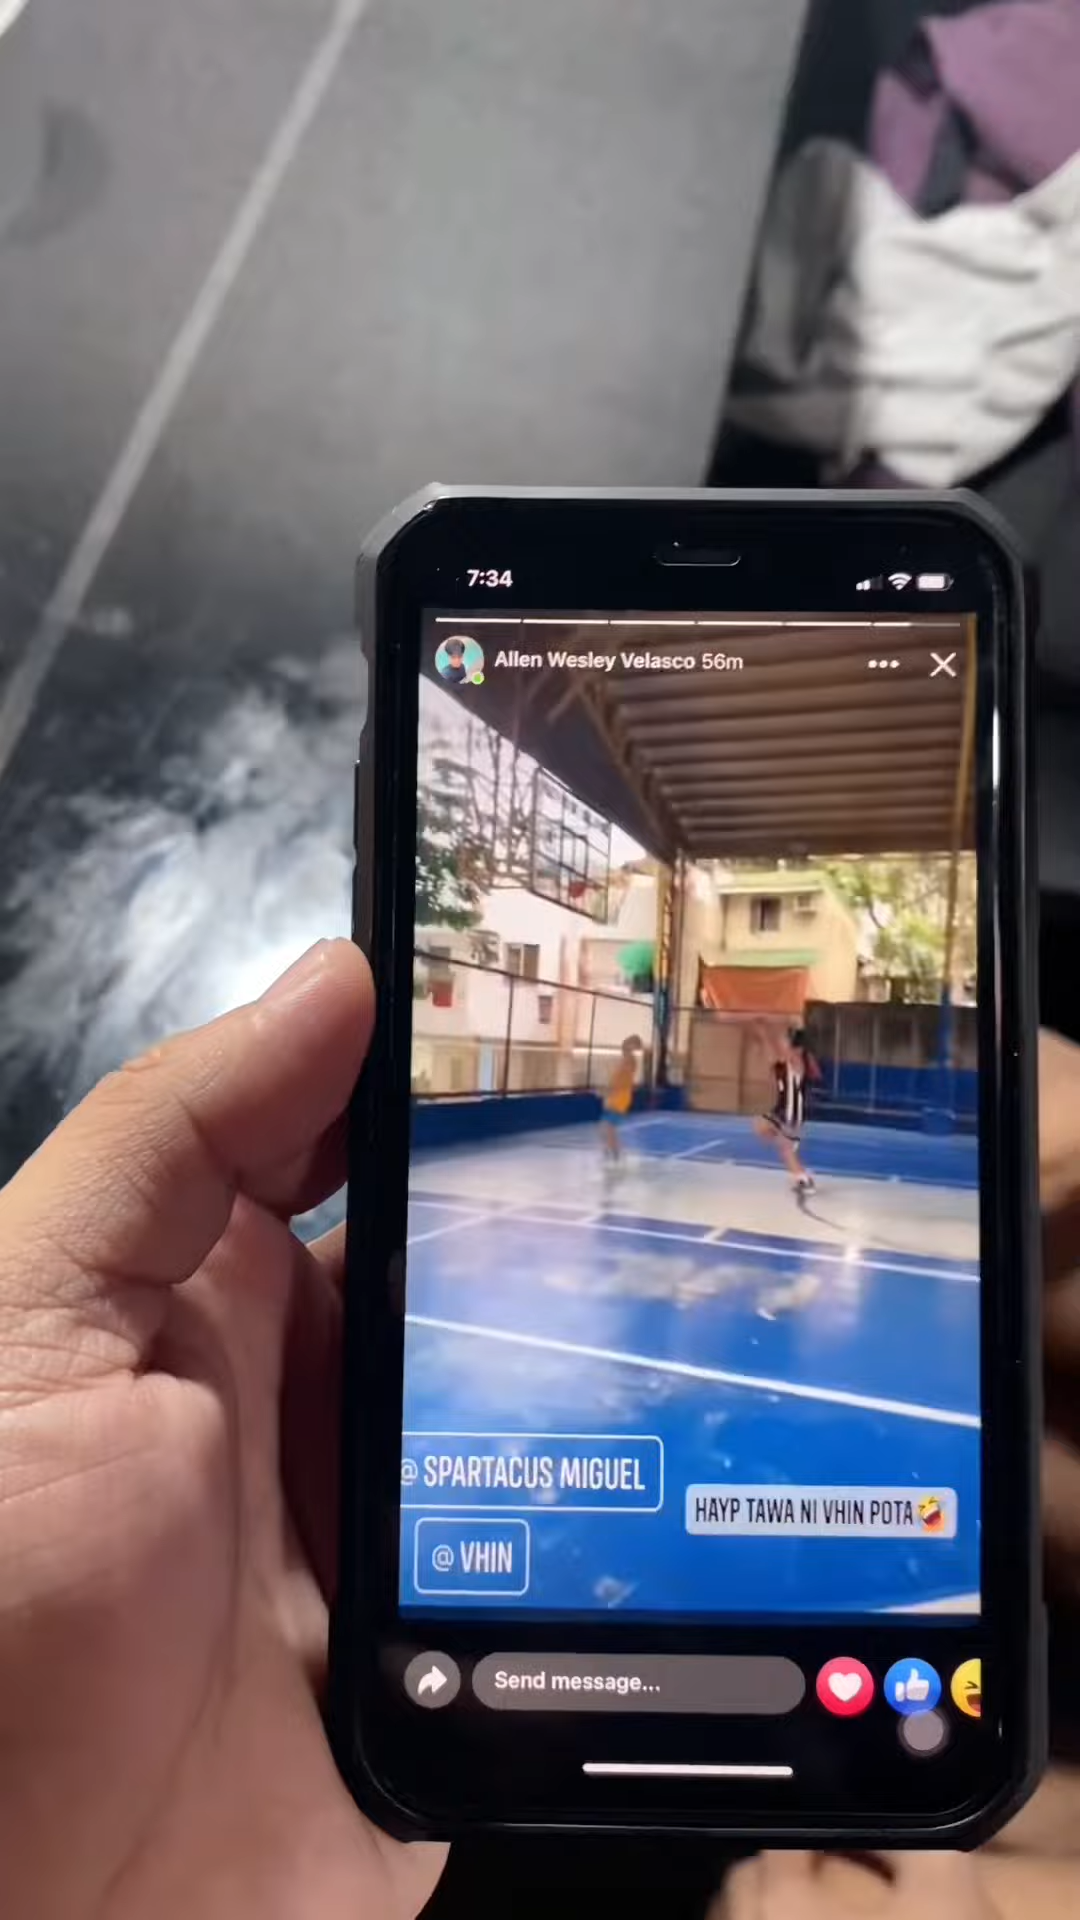 7:34
Allen Wesley Velasco 56m
@ SPARTACUS MIGUEL
HAYP TAWA NI VHIN POTA🤣
@ VHIN
Send message...